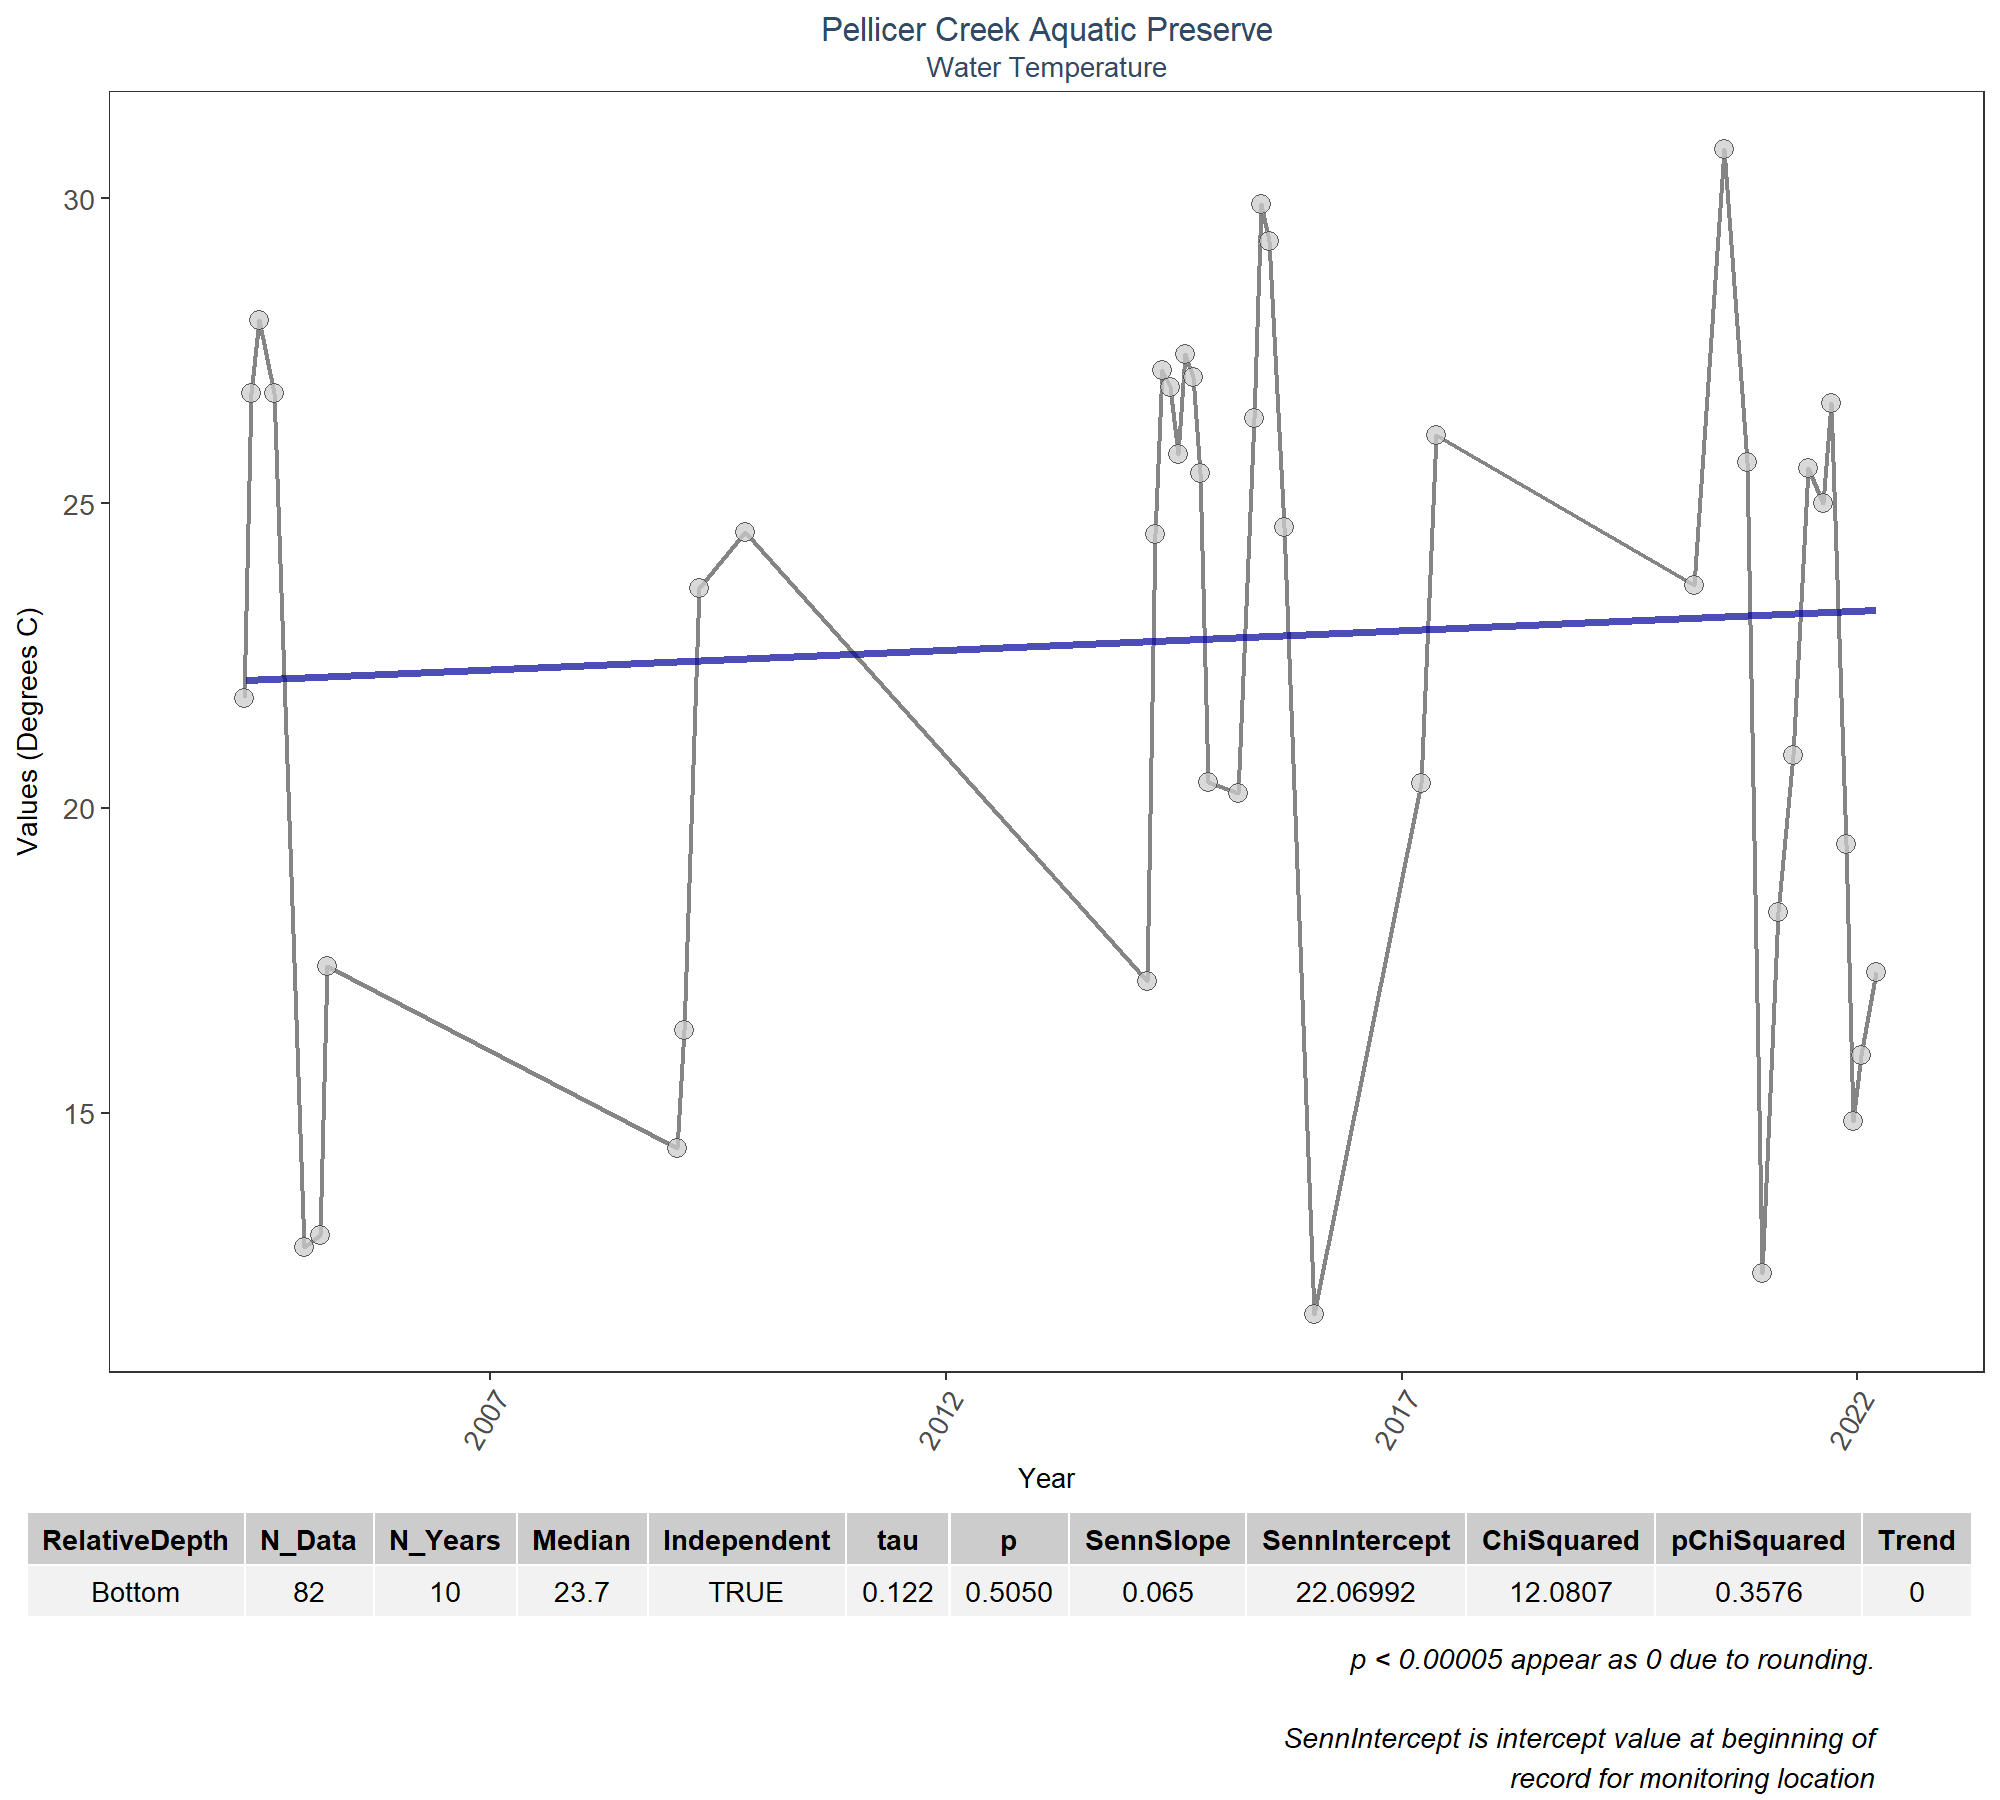 Pellicer Creek Aquatic Preserve
Water Temperature
Values (Degrees C)
30
25
20
15
2007
2012
2017
2022
Year
RelativeDepth N_Data N_Years Median Independent tau p SennSlope SennIntercept ChiSquared pChiSquared Trend
Bottom 82 10 23.7 TRUE 0.122 0.5050 0.065 22.06992 12.0807 0.3576 0
p < 0.00005 appear as 0 due to rounding.
SennIntercept is intercept value at beginning of
record for monitoring location